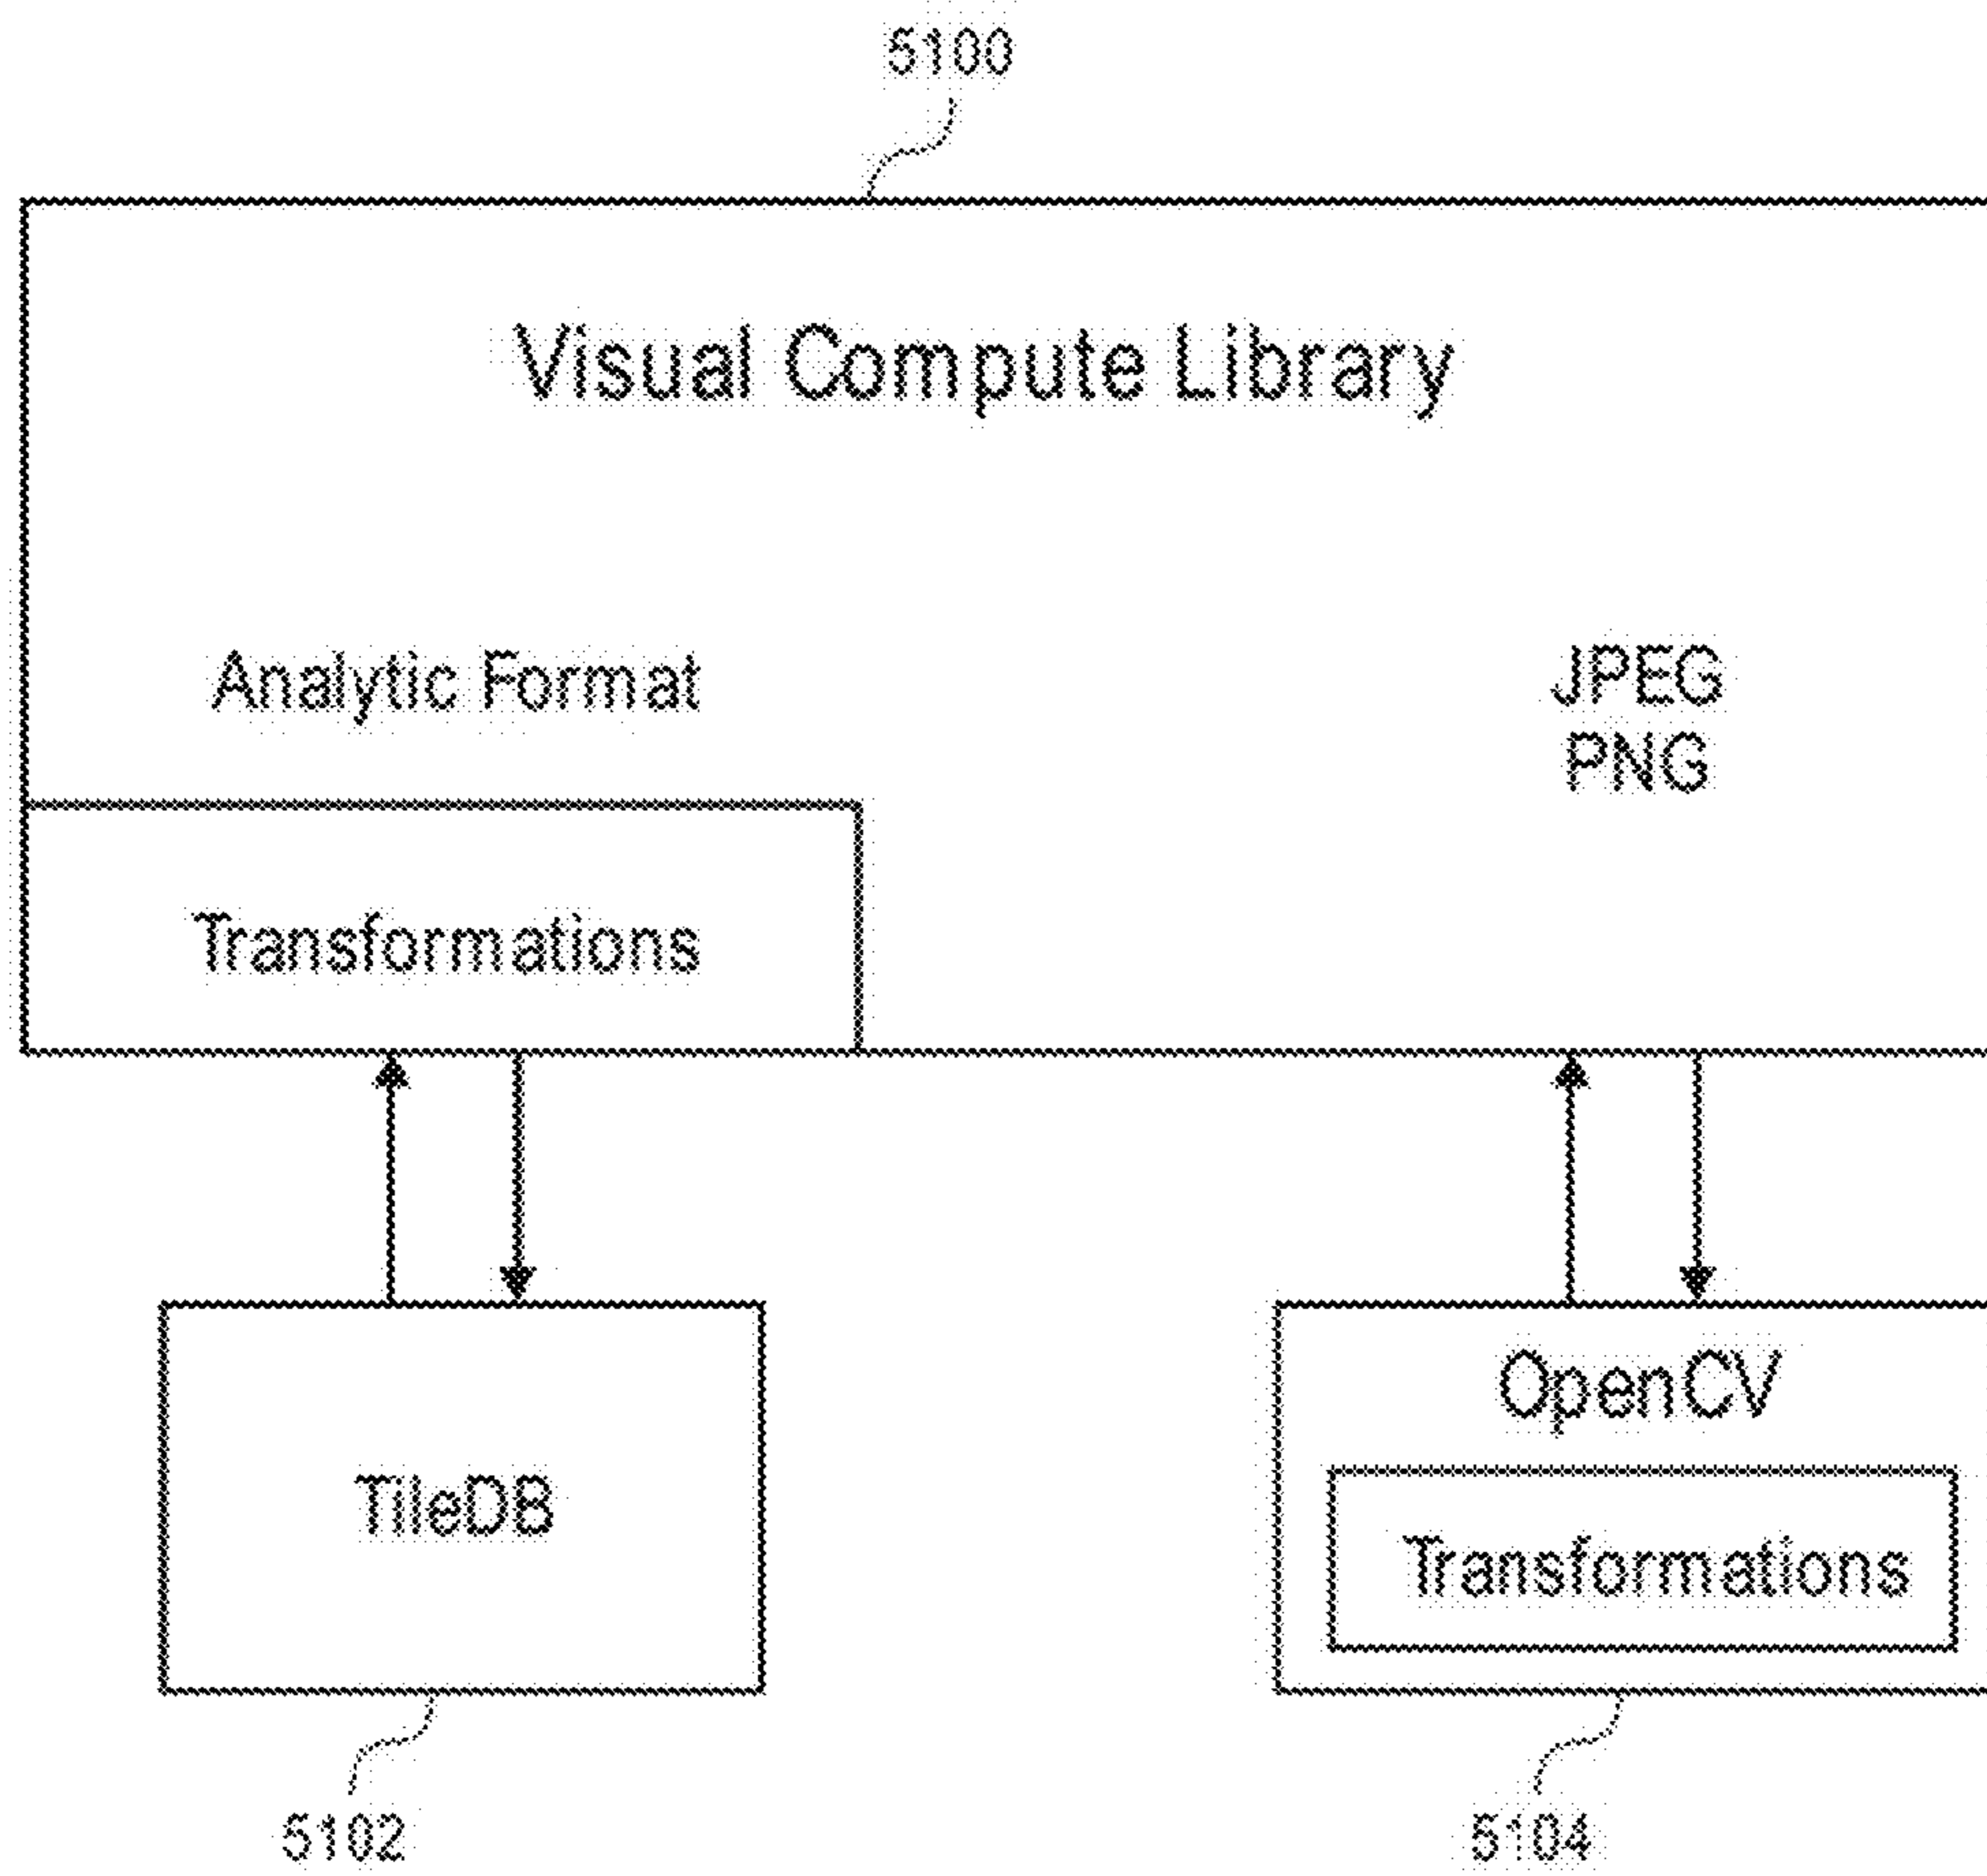 5100
Visual Compute Library
Analytic Format
JPEG
PNG
Transformations
TileDB
OpenCV
Transformations
5102
5104